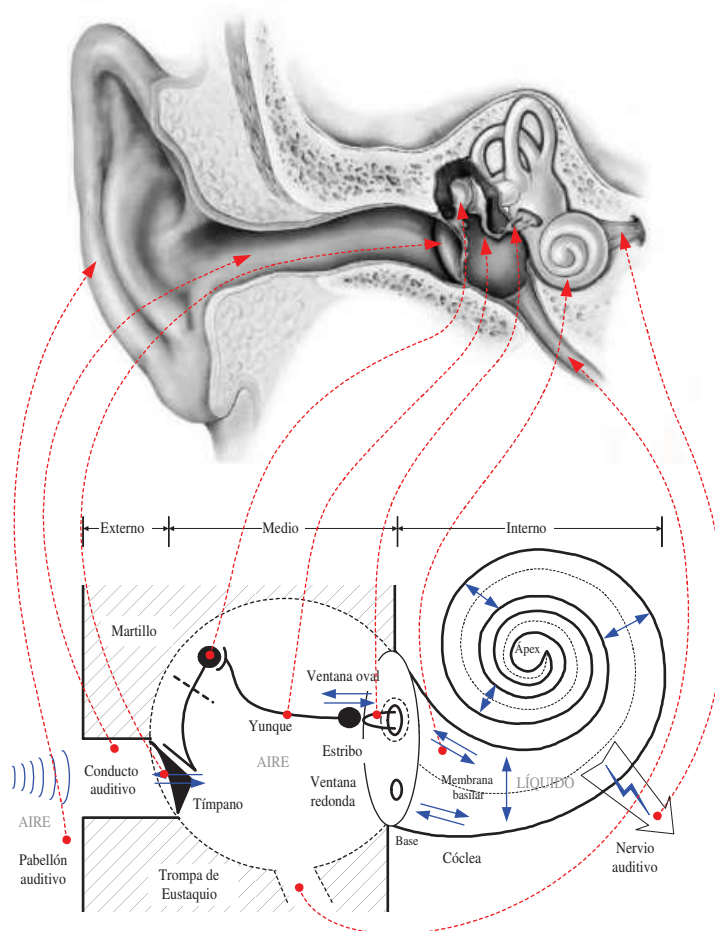 Externo
Medio
Interno
Martillo
Ápex
Ventana oval
Yunque
Estribo
AIRE
Conducto
auditivo
Tímpano
Ventana
redonda
Membrana
basilar
LÍQUIDO
AIRE
Pabellón
auditivo
Base
Cóclea
Nervio
auditivo
Trompa de
Eustaquio